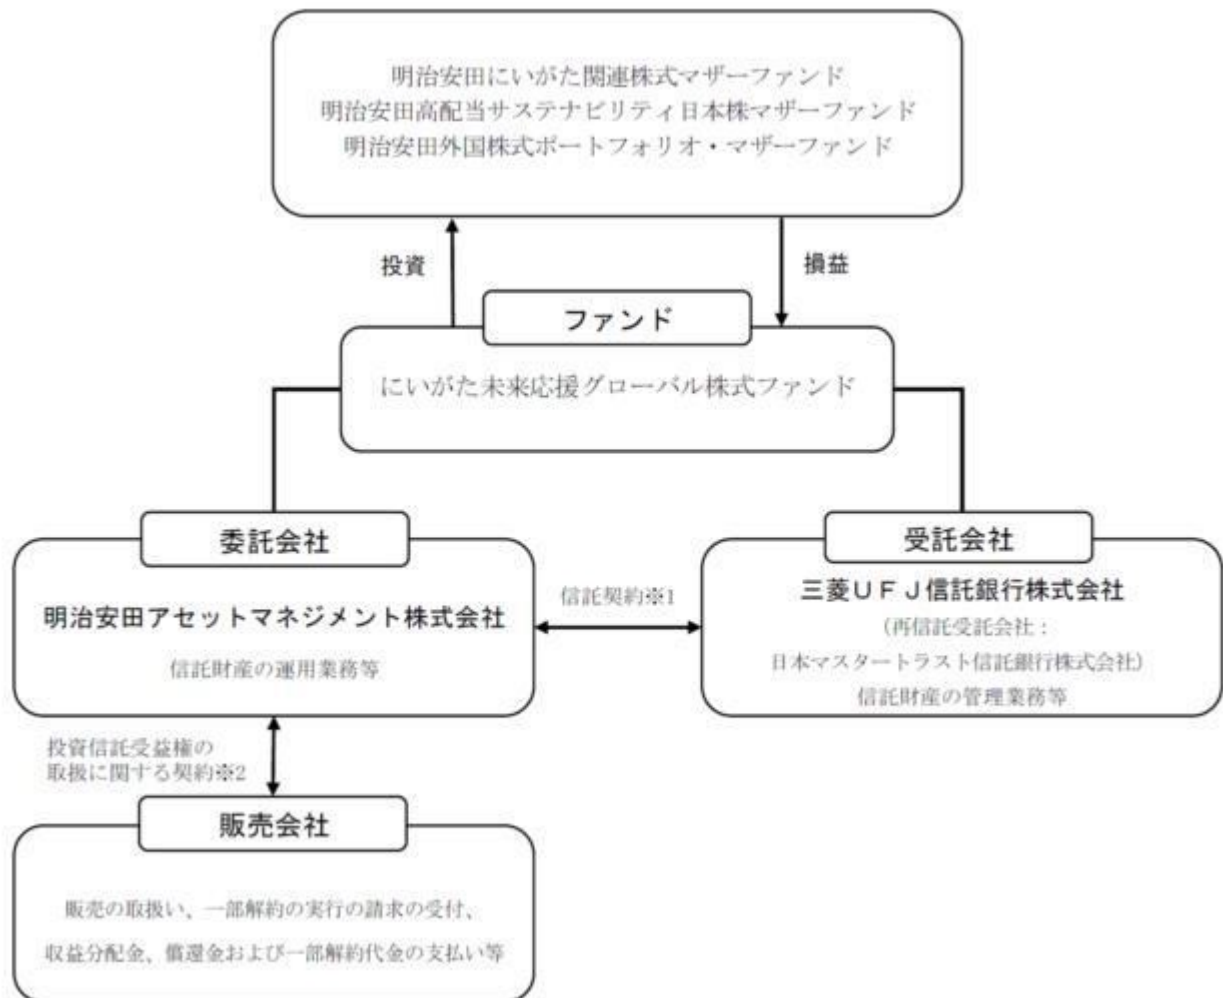 明治安田にいがた関連株式マザーファンド
明治安田高配当サステナビリティ日本株マザーファンド
明治安田外国株式ポートフォリオ・マザーファンド
投資
損益
ファンド
にいがた未来応援グローバル株式ファンド
委託会社
明治安田アセットマネジメント株式会社
信託財産の運用業務等
信託契約※1
受託会社
三菱ＵＦＪ信託銀行株式会社
（再信託受託会社：
日本マスタートラスト信託銀行株式会社）
信託財産の管理業務等
投資信託受益権の
取扱に関する契約※2
販売会社
販売の取扱い、一部解約の実行の請求の受付、
収益分配金、償還金および一部解約代金の支払い等